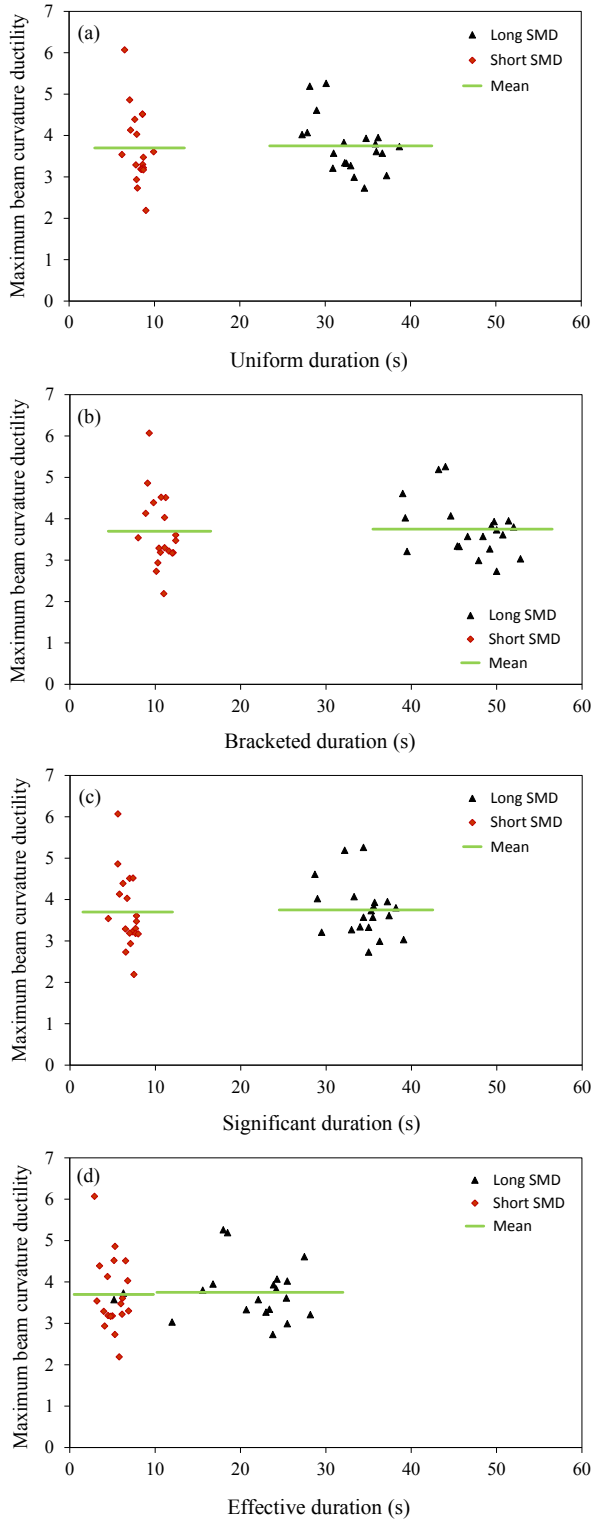 (a)
Maximum beam curvature ductility
7
6
5
4
3
2
1
0
Long SMD
Short SMD
Mean
0 10 20 30 40 50 60
Uniform duration (s)
(b)
Maximum beam curvature ductility
7
6
5
4
3
2
1
0
Long SMD
Short SMD
Mean
0 10 20 30 40 50 60
Bracketed duration (s)
(c)
Maximum beam curvature ductility
7
6
5
4
3
2
1
0
Long SMD
Short SMD
Mean
0 10 20 30 40 50 60
Significant duration (s)
(d)
Maximum beam curvature ductility
7
6
5
4
3
2
1
0
Long SMD
Short SMD
Mean
0 10 20 30 40 50 60
Effective duration (s)